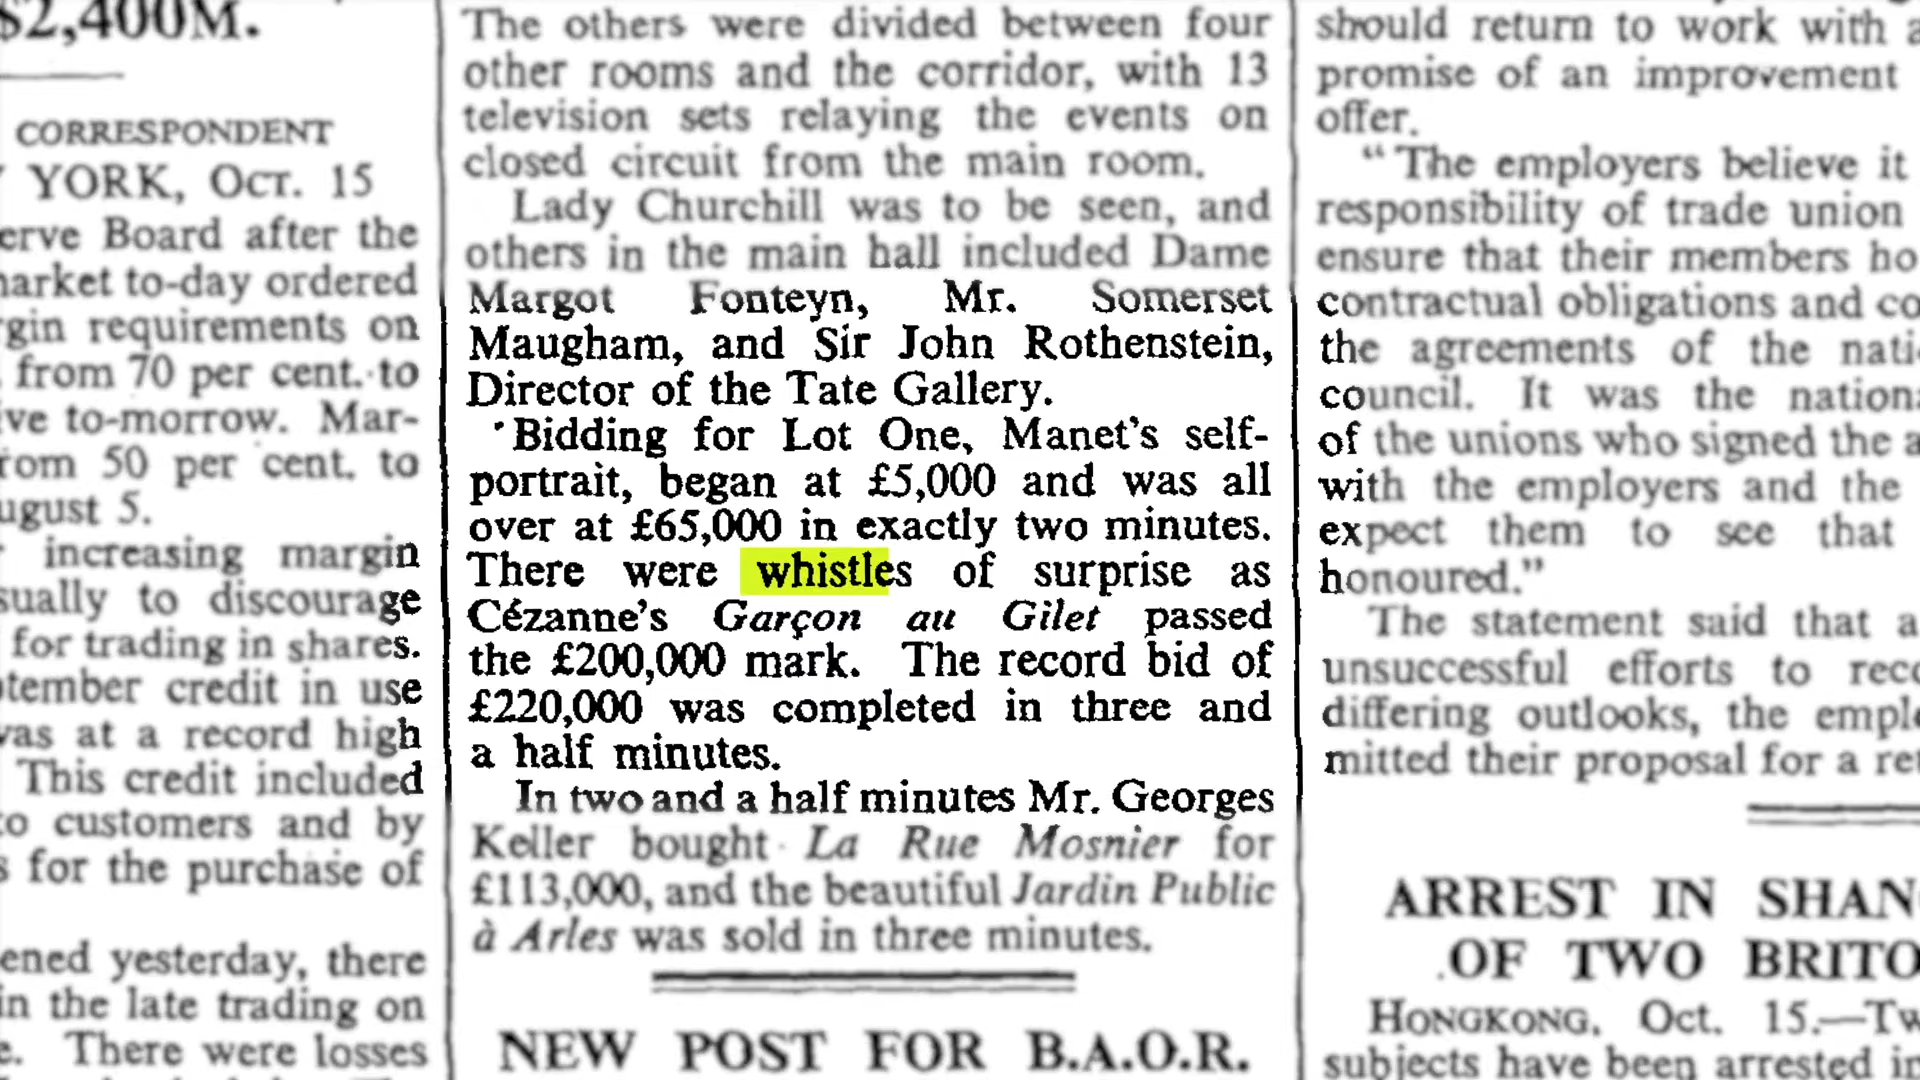 $2,400M.
CORRESPONDENT
YORK, Oct. 15
erve Board after the
market to-day ordered
gin requirements on
from 70 per cent. to
ive to-morrow. Mar-
rom 50 per cent. to
ugust 5.
increasing margin
sually to discourage
for trading in shares.
tember credit in use
was at a record high
This credit included
to customers and by
s for the purchase of
ened yesterday, there
in the late trading on
e. There were losses
The others were divided between four
other rooms and the corridor, with 13
television sets relaying the events on
closed circuit from the main room.
Lady Churchill was to be seen, and
others in the main hall included Dame
Margot Fonteyn, Mr. Somerset
Maugham, and Sir John Rothenstein,
Director of the Tate Gallery.
Bidding for Lot One, Manet's self-
portrait, began at £5,000 and was all
over at £65,000 in exactly two minutes.
There were whistles of surprise as
Cézanne's Garçon au Gilet passed
the £200,000 mark. The record bid of
£220,000 was completed in three and
a half minutes.
In two and a half minutes Mr. Georges
Keller bought La Rue Mosnier for
£113,000, and the beautiful Jardin Public
à Arles was sold in three minutes.
NEW POST FOR B.A.O.R.
should return to work with a
promise of an improvement
offer.
"The employers believe it
responsibility of trade union
ensure that their members ho
contractual obligations and co
the agreements of the nati
council. It was the nationa
of the unions who signed the a
with the employers and the
expect them to see that
honoured."
The statement said that a
unsuccessful efforts to reco
differing outlooks, the emplo
mitted their proposal for a ret
ARREST IN SHAN
OF TWO BRITO
HONGKONG, Oct. 15.—Tw
subjects have been arrested in